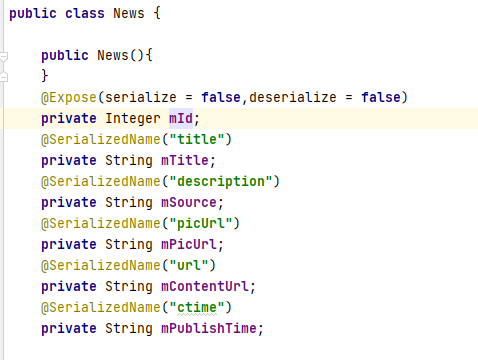 public class News {
public News(){
}
@Expose(serialize = false,deserialize = false)
private Integer mId;
@SerializedName("title")
private String mTitle;
@SerializedName("description")
private String mSource;
@SerializedName("picUrl")
private String mPicUrl;
@SerializedName("url")
private String mContentUrl;
@SerializedName("ctime")
private String mPublishTime;